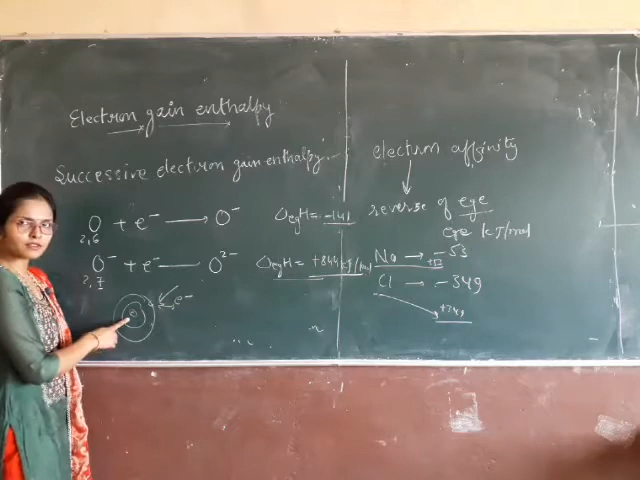 Electron gain enthalpy
Successive electron gain enthalpy:-
O + e⁻ ⟶ O⁻ ΔegH = -141
2,6
O⁻ + e⁻ — O²⁻ ΔegH = +844 kJ/mol
2,7
e⁻
electron affinity
reverse of ege
kJ/mol
Na → -53
Cl → -349
+349